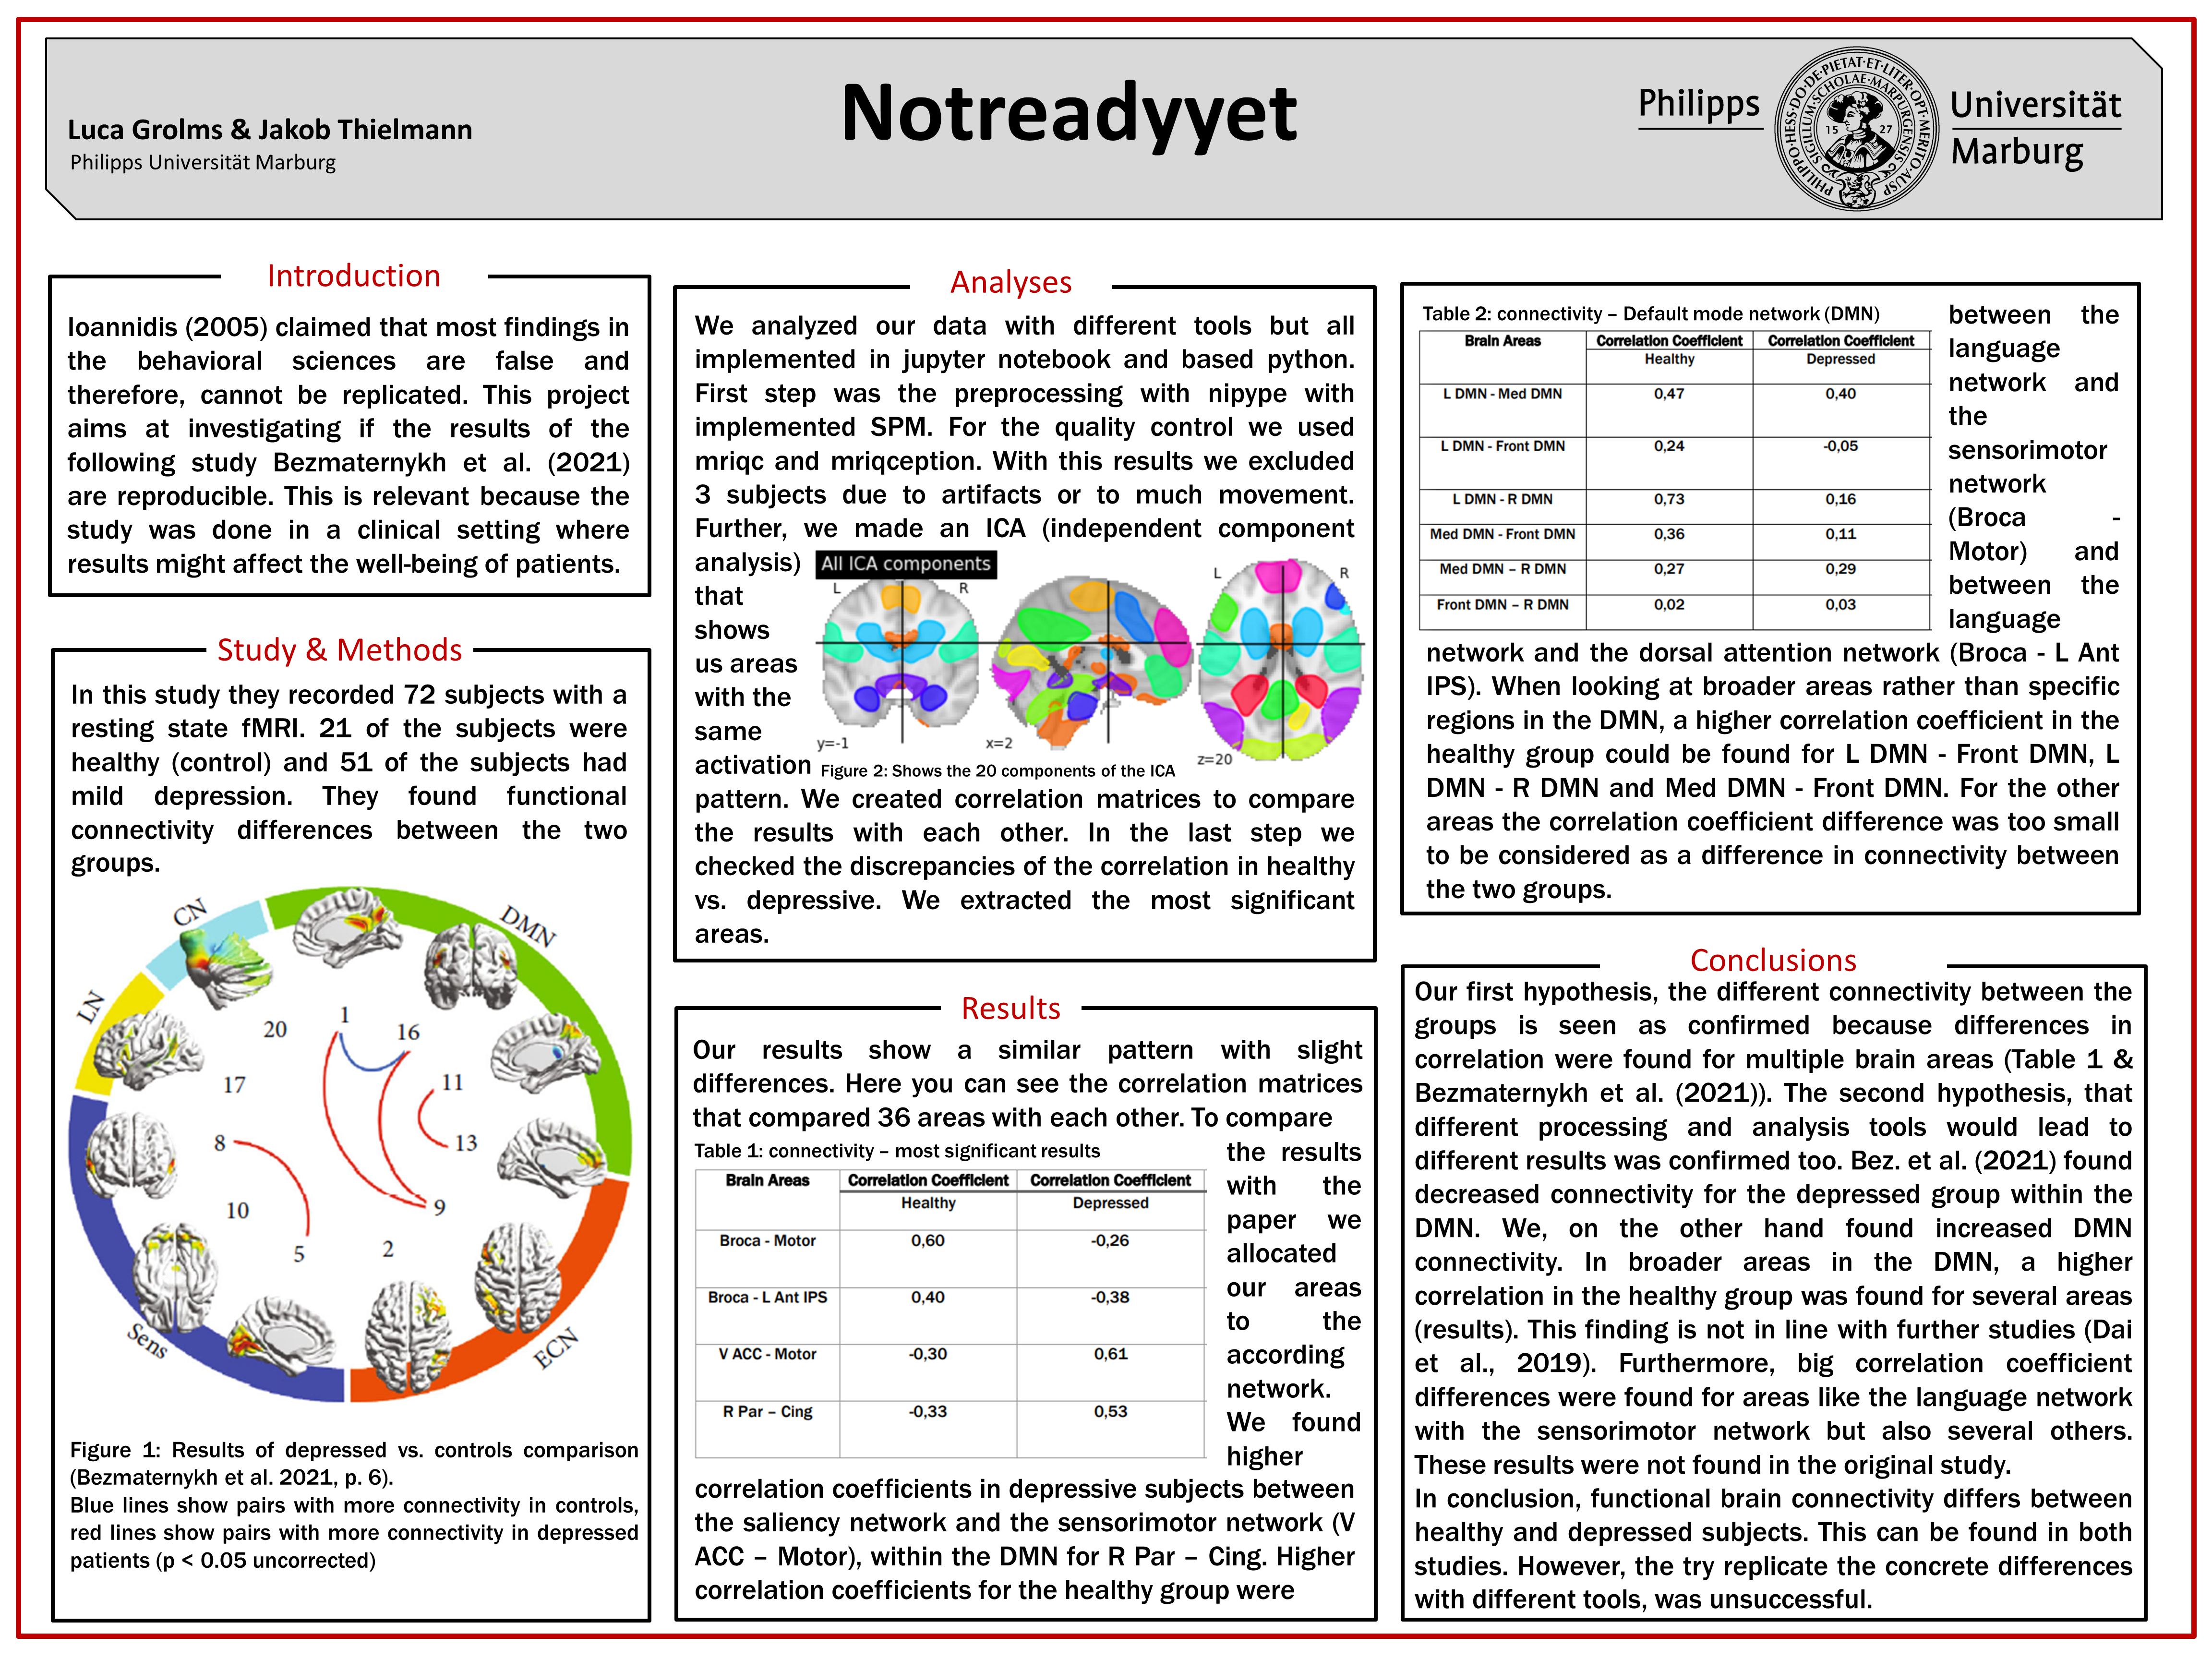 Notreadyyet
Luca Grolms & Jakob Thielmann
Philipps Universität Marburg
Philipps
Universität
Marburg
15 27
Introduction
Ioannidis (2005) claimed that most findings in
the behavioral sciences are false and
therefore, cannot be replicated. This project
aims at investigating if the results of the
following study Bezmaternykh et al. (2021)
are reproducible. This is relevant because the
study was done in a clinical setting where
results might affect the well-being of patients.
Study & Methods
In this study they recorded 72 subjects with a
resting state fMRI. 21 of the subjects were
healthy (control) and 51 of the subjects had
mild depression. They found functional
connectivity differences between the two
groups.
CN
DMN
LN
1
20
16
17
11
8
13
10
9
5
2
Sens
ECN
Figure 1: Results of depressed vs. controls comparison
(Bezmaternykh et al. 2021, p. 6).
Blue lines show pairs with more connectivity in controls,
red lines show pairs with more connectivity in depressed
patients (p < 0.05 uncorrected)
Analyses
We analyzed our data with different tools but all
implemented in jupyter notebook and based python.
First step was the preprocessing with nipype with
implemented SPM. For the quality control we used
mriqc and mriqception. With this results we excluded
3 subjects due to artifacts or to much movement.
Further, we made an ICA (independent component
analysis)
that
shows
us areas
with the
same
activation
All ICA components
L R
L R
y=-1
x=2
z=20
Figure 2: Shows the 20 components of the ICA
pattern. We created correlation matrices to compare
the results with each other. In the last step we
checked the discrepancies of the correlation in healthy
vs. depressive. We extracted the most significant
areas.
Results
Our results show a similar pattern with slight
differences. Here you can see the correlation matrices
that compared 36 areas with each other. To compare
Table 1: connectivity – most significant results
Brain Areas Correlation Coefficient Correlation Coefficient
Healthy Depressed
Broca - Motor 0,60 -0,26
Broca - L Ant IPS 0,40 -0,38
V ACC - Motor -0,30 0,61
R Par – Cing -0,33 0,53
the results
with the
paper we
allocated
our areas
to the
according
network.
We found
higher
correlation coefficients in depressive subjects between
the saliency network and the sensorimotor network (V
ACC – Motor), within the DMN for R Par – Cing. Higher
correlation coefficients for the healthy group were
Table 2: connectivity – Default mode network (DMN)
Brain Areas Correlation Coefficient Correlation Coefficient
Healthy Depressed
L DMN - Med DMN 0,47 0,40
L DMN - Front DMN 0,24 -0,05
L DMN - R DMN 0,73 0,16
Med DMN - Front DMN 0,36 0,11
Med DMN – R DMN 0,27 0,29
Front DMN – R DMN 0,02 0,03
between the
language
network and
the
sensorimotor
network
(Broca -
Motor) and
between the
language
network and the dorsal attention network (Broca - L Ant
IPS). When looking at broader areas rather than specific
regions in the DMN, a higher correlation coefficient in the
healthy group could be found for L DMN - Front DMN, L
DMN - R DMN and Med DMN - Front DMN. For the other
areas the correlation coefficient difference was too small
to be considered as a difference in connectivity between
the two groups.
Conclusions
Our first hypothesis, the different connectivity between the
groups is seen as confirmed because differences in
correlation were found for multiple brain areas (Table 1 &
Bezmaternykh et al. (2021)). The second hypothesis, that
different processing and analysis tools would lead to
different results was confirmed too. Bez. et al. (2021) found
decreased connectivity for the depressed group within the
DMN. We, on the other hand found increased DMN
connectivity. In broader areas in the DMN, a higher
correlation in the healthy group was found for several areas
(results). This finding is not in line with further studies (Dai
et al., 2019). Furthermore, big correlation coefficient
differences were found for areas like the language network
with the sensorimotor network but also several others.
These results were not found in the original study.
In conclusion, functional brain connectivity differs between
healthy and depressed subjects. This can be found in both
studies. However, the try replicate the concrete differences
with different tools, was unsuccessful.